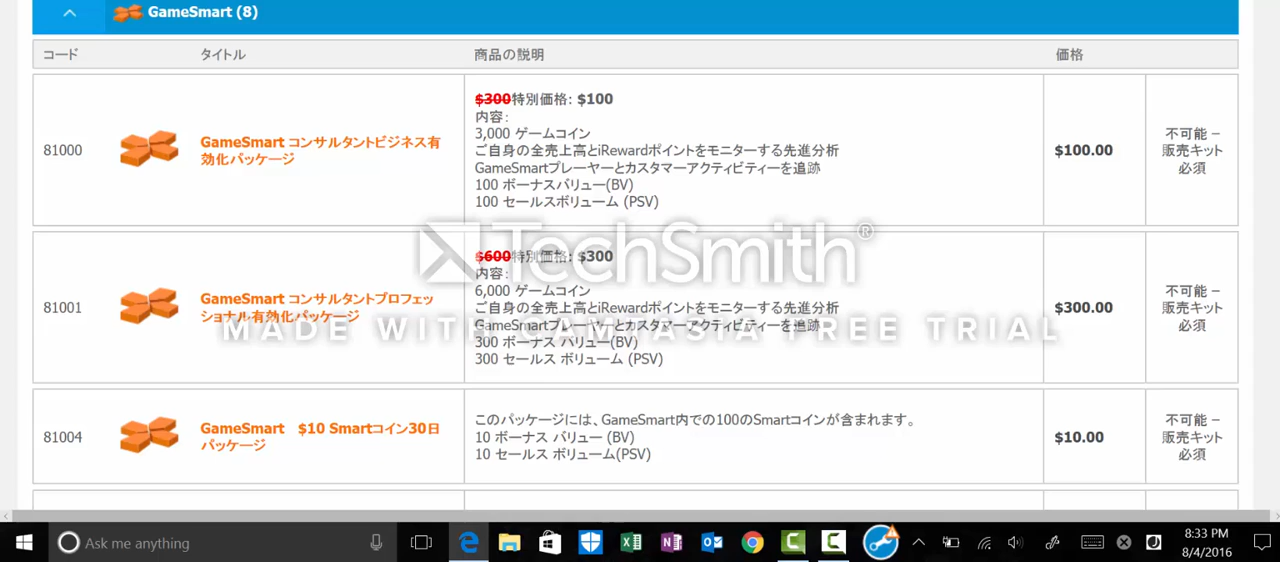 GameSmart (8)
コード タイトル 商品の説明 価格
81000
GameSmart コンサルタントビジネス有
効化パッケージ
$300特別価格: $100
内容:
3,000 ゲームコイン
ご自身の全売上高とiRewardポイントをモニターする先進分析
GameSmartプレーヤーとカスタマーアクティビティーを追跡
100 ボーナスバリュー(BV)
100 セールスボリューム (PSV)
$100.00
不可能 –
販売キット
必須
81001
GameSmart コンサルタントプロフェッ
ショナル有効化パッケージ
$600特別価格: $300
内容:
6,000 ゲームコイン
ご自身の全売上高とiRewardポイントをモニターする先進分析
GameSmartプレーヤーとカスタマーアクティビティーを追跡
300 ボーナス バリュー(BV)
300 セールス ボリューム (PSV)
$300.00
不可能 –
販売キット
必須
TechSmith®
MADE WITH CAMTASIA FREE TRIAL
81004
GameSmart $10 Smartコイン30日
パッケージ
このパッケージには、GameSmart内での100のSmartコインが含まれます。
10 ボーナス バリュー (BV)
10 セールス ボリューム(PSV)
$10.00
不可能 –
販売キット
必須
Ask me anything
8:33 PM
8/4/2016